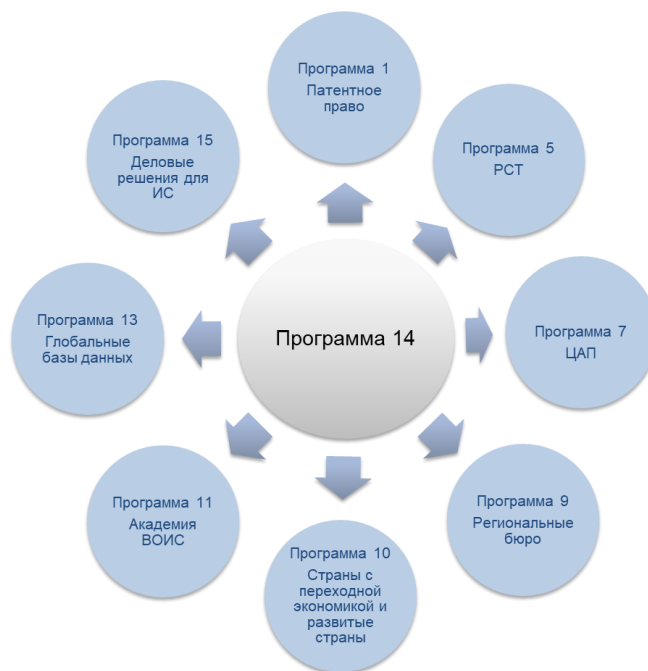 Программа 1
Патентное
право
Программа 15
Деловые
решения для
ИС
Программа 5
РСТ
Программа 14
Программа 13
Глобальные
базы данных
Программа 7
ЦАП
Программа 11
Академия
ВОИС
Программа 9
Региональные
бюро
Программа 10
Страны с
переходной
экономикой и
развитые
страны